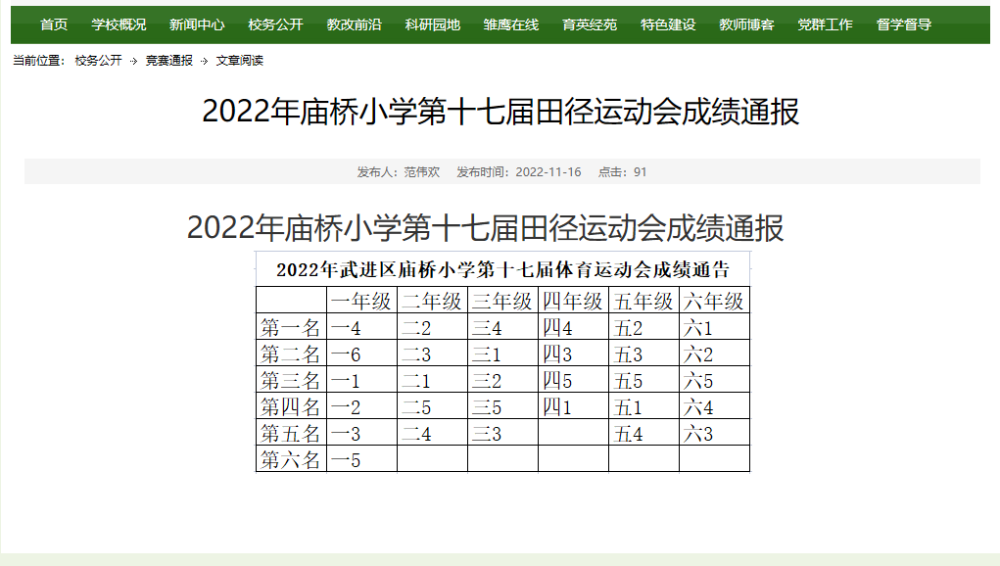 首页 学校概况 新闻中心 校务公开 教改前沿 科研园地 雏鹰在线 育英经苑 特色建设 教师博客 党群工作 督学督导
当前位置： 校务公开 → 竞赛通报 → 文章阅读
2022年庙桥小学第十七届田径运动会成绩通报
发布人：范伟欢 发布时间：2022-11-16 点击：91
2022年庙桥小学第十七届田径运动会成绩通报
2022年武进区庙桥小学第十七届体育运动会成绩通告
一年级 二年级 三年级 四年级 五年级 六年级
第一名 一4 二2 三4 四4 五2 六1
第二名 一6 二3 三1 四3 五3 六2
第三名 一1 二1 三2 四5 五5 六5
第四名 一2 二5 三5 四1 五1 六4
第五名 一3 二4 三3 五4 六3
第六名 一5